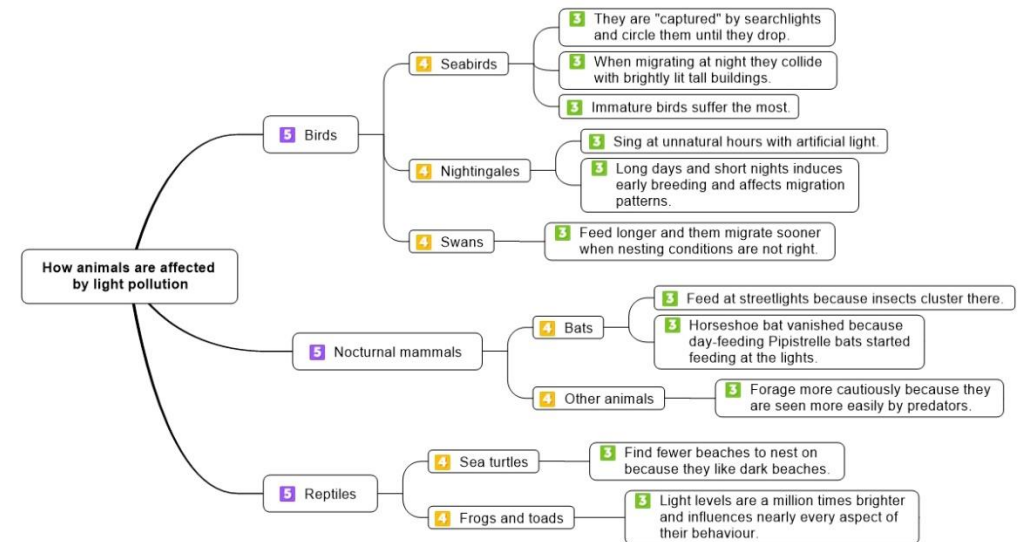 How animals are affected
by light pollution
5 Birds
4 Seabirds
3 They are "captured" by searchlights
and circle them until they drop.
3 When migrating at night they collide
with brightly lit tall buildings.
3 Immature birds suffer the most.
4 Nightingales
3 Sing at unnatural hours with artificial light.
3 Long days and short nights induces
early breeding and affects migration
patterns.
4 Swans
3 Feed longer and them migrate sooner
when nesting conditions are not right.
5 Nocturnal mammals
4 Bats
3 Feed at streetlights because insects cluster there.
3 Horseshoe bat vanished because
day-feeding Pipistrelle bats started
feeding at the lights.
4 Other animals
3 Forage more cautiously because they
are seen more easily by predators.
5 Reptiles
4 Sea turtles
3 Find fewer beaches to nest on
because they like dark beaches.
4 Frogs and toads
3 Light levels are a million times brighter
and influences nearly every aspect of
their behaviour.